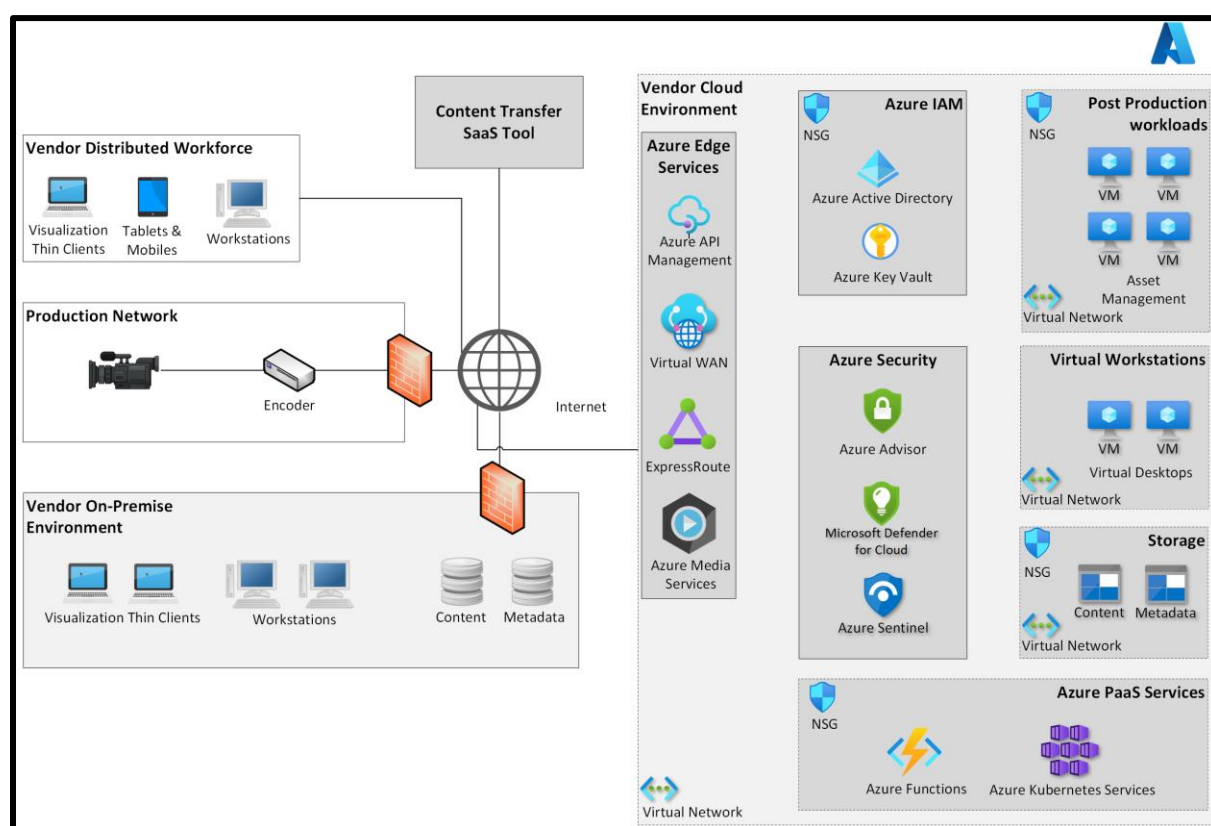 Content Transfer
SaaS Tool
Vendor Distributed Workforce
Visualization
Thin Clients
Tablets &
Mobiles
Workstations
Production Network
Encoder
Internet
Vendor On-Premise
Environment
Visualization Thin Clients
Workstations
Content
Metadata
Vendor Cloud
Environment
Azure Edge
Services
Azure API
Management
Virtual WAN
ExpressRoute
Azure Media
Services
Virtual Network
Azure IAM
NSG
Azure Active Directory
Azure Key Vault
Azure Security
Azure Advisor
Microsoft Defender
for Cloud
Azure Sentinel
Post Production
workloads
NSG
VM
VM
VM
VM
Asset
Management
Virtual Network
Virtual Workstations
VM
VM
Virtual Desktops
Virtual Network
Storage
NSG
Content
Metadata
Virtual Network
Azure PaaS Services
NSG
Azure Functions
Azure Kubernetes Services